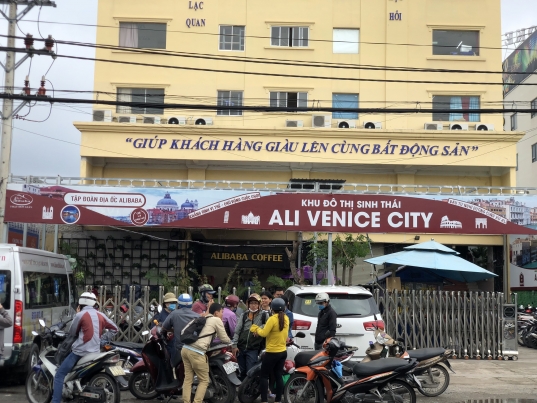 LẠC
QUAN
HỎI
"GIÚP KHÁCH HÀNG GIÀU LÊN CÙNG BẤT ĐỘNG SẢN"
TẬP ĐOÀN ĐỊA ỐC ALIBABA
KHU ĐÔ THỊ SINH THÁI
ALI VENICE CITY
ALIBABA COFFEE